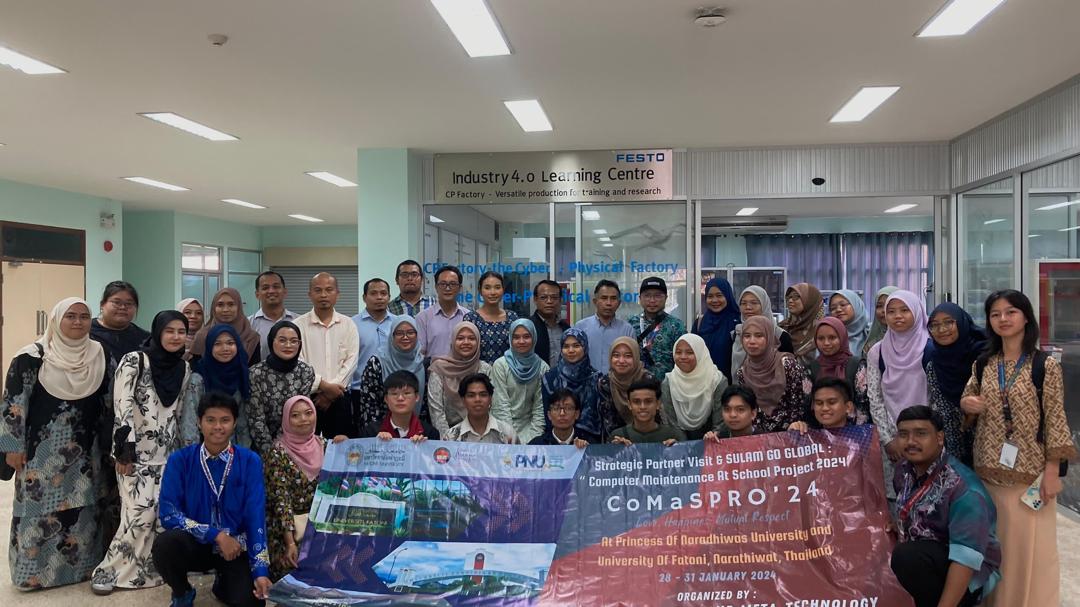 FESTO
Industry 4.0 Learning Centre
CP Factory - Versatile production for training and research
CP Factory-the Cyber - Physical Factory
PNU
Strategic Partner Visit & SULAM GO GLOBAL :
" Computer Maintenance At School Project 2024
CoMaSPRO'24
Love, Happiness Mutual Respect
At Princess Of Naradhiwas University and
University Of Fatoni, Narathiwat, Thailand
28 - 31 JANUARY 2024
ORGANIZED BY :
META TECHNOLOGY